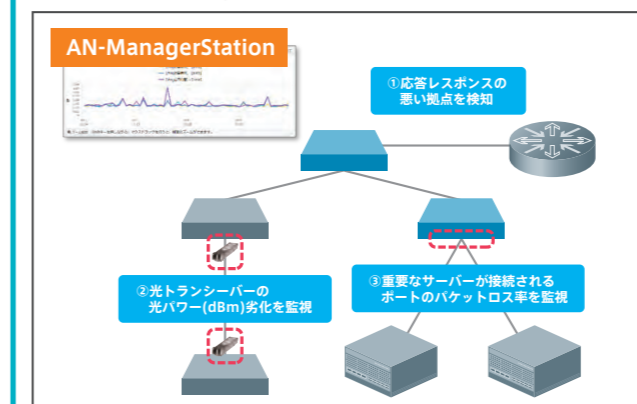 AN-ManagerStation
①応答レスポンスの
悪い拠点を検知
②光トランシーバーの
光パワー(dBm)劣化を監視
③重要なサーバーが接続される
ポートのパケットロス率を監視